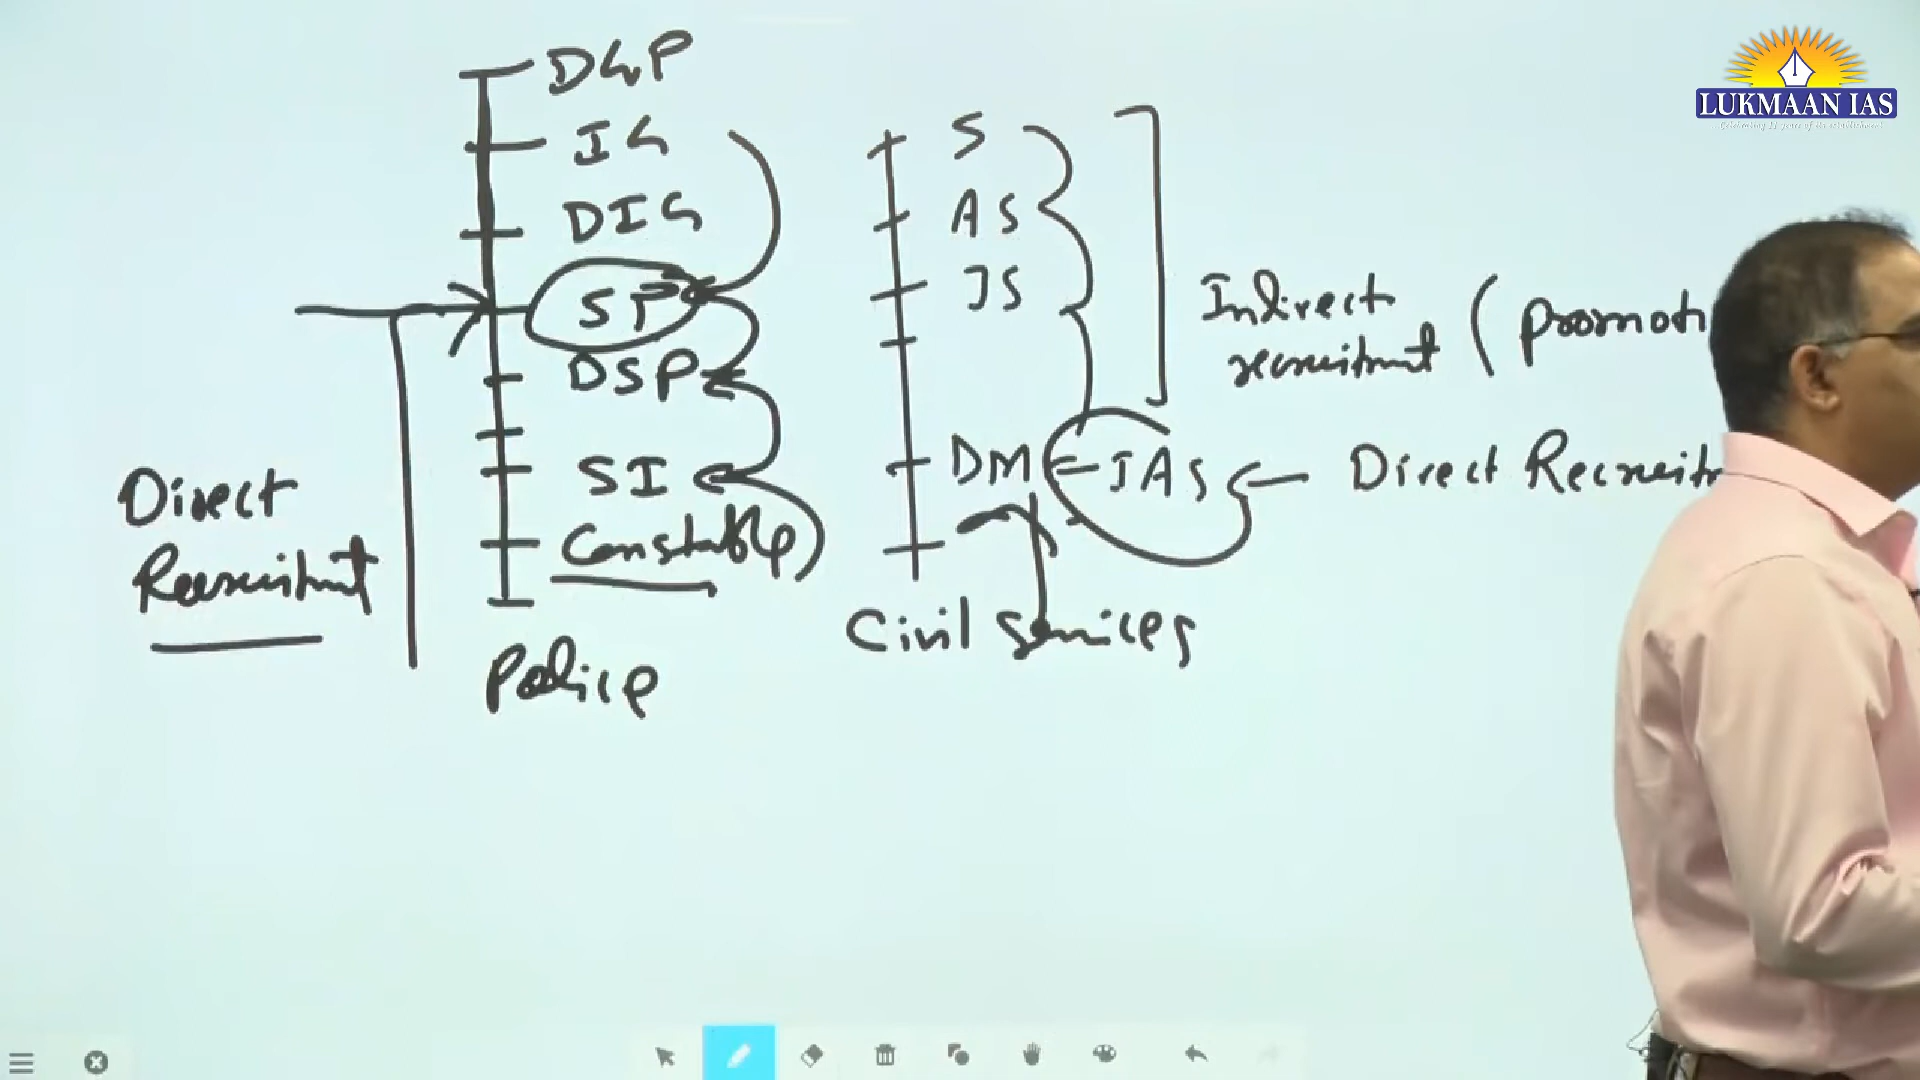 LUKMAAN IAS
DGP
IG
DIG
SP
DSP
SI
Constable
Police
Direct
Recruitment
S
AS
JS
DM
IAS
Civil Services
Indirect
recruitment (promoti
Direct Recruitm